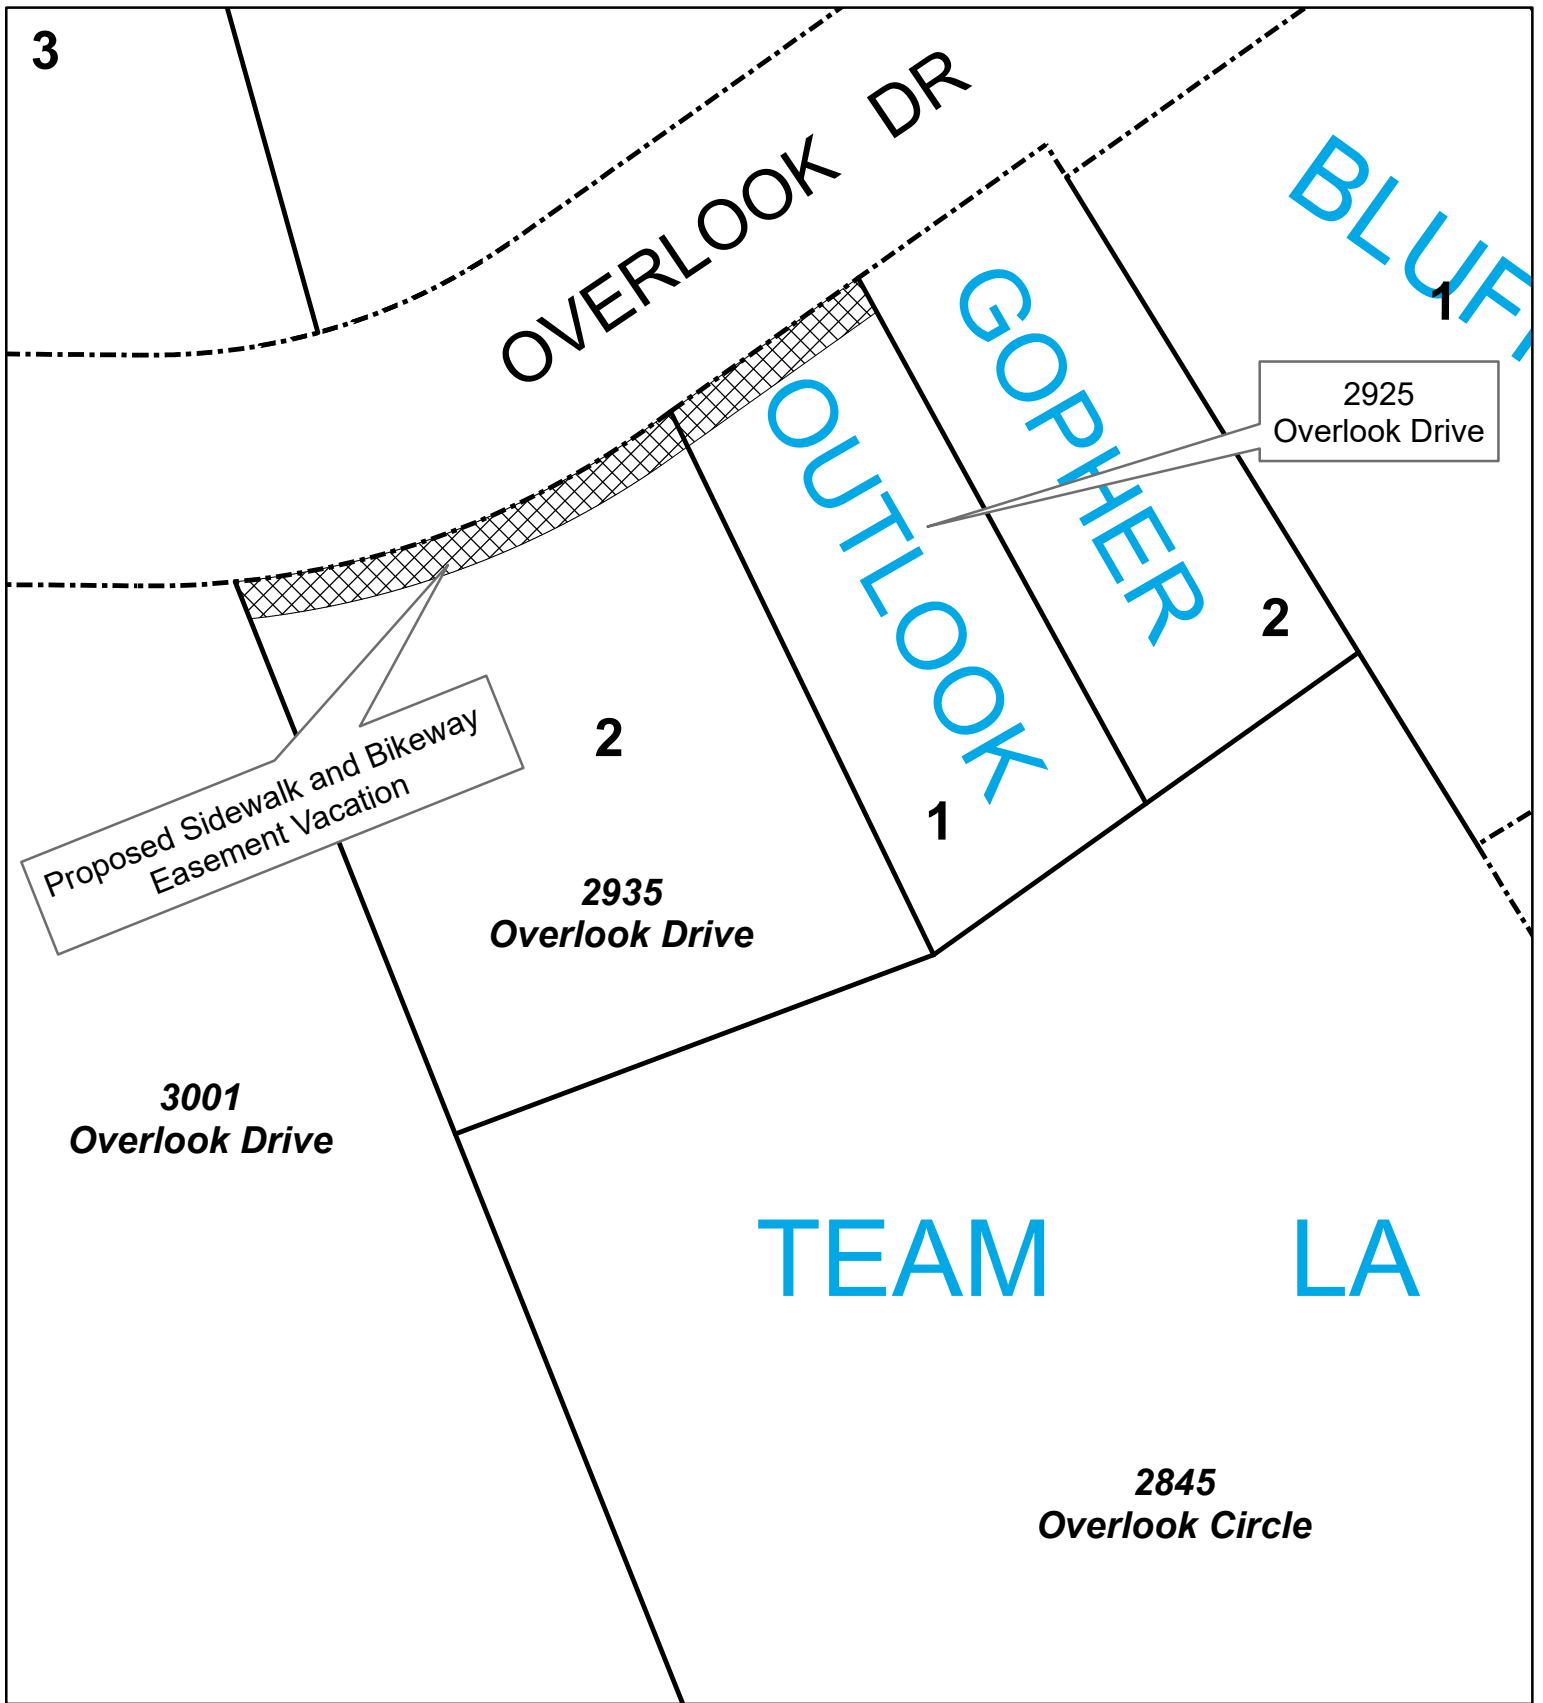 3
OVERLOOK DR
BLUF
1
GOPHER
2925
Overlook Drive
OUTLOOK
2
2
Proposed Sidewalk and Bikeway
Easement Vacation
1
2935
Overlook Drive
3001
Overlook Drive
TEAM LA
2845
Overlook Circle